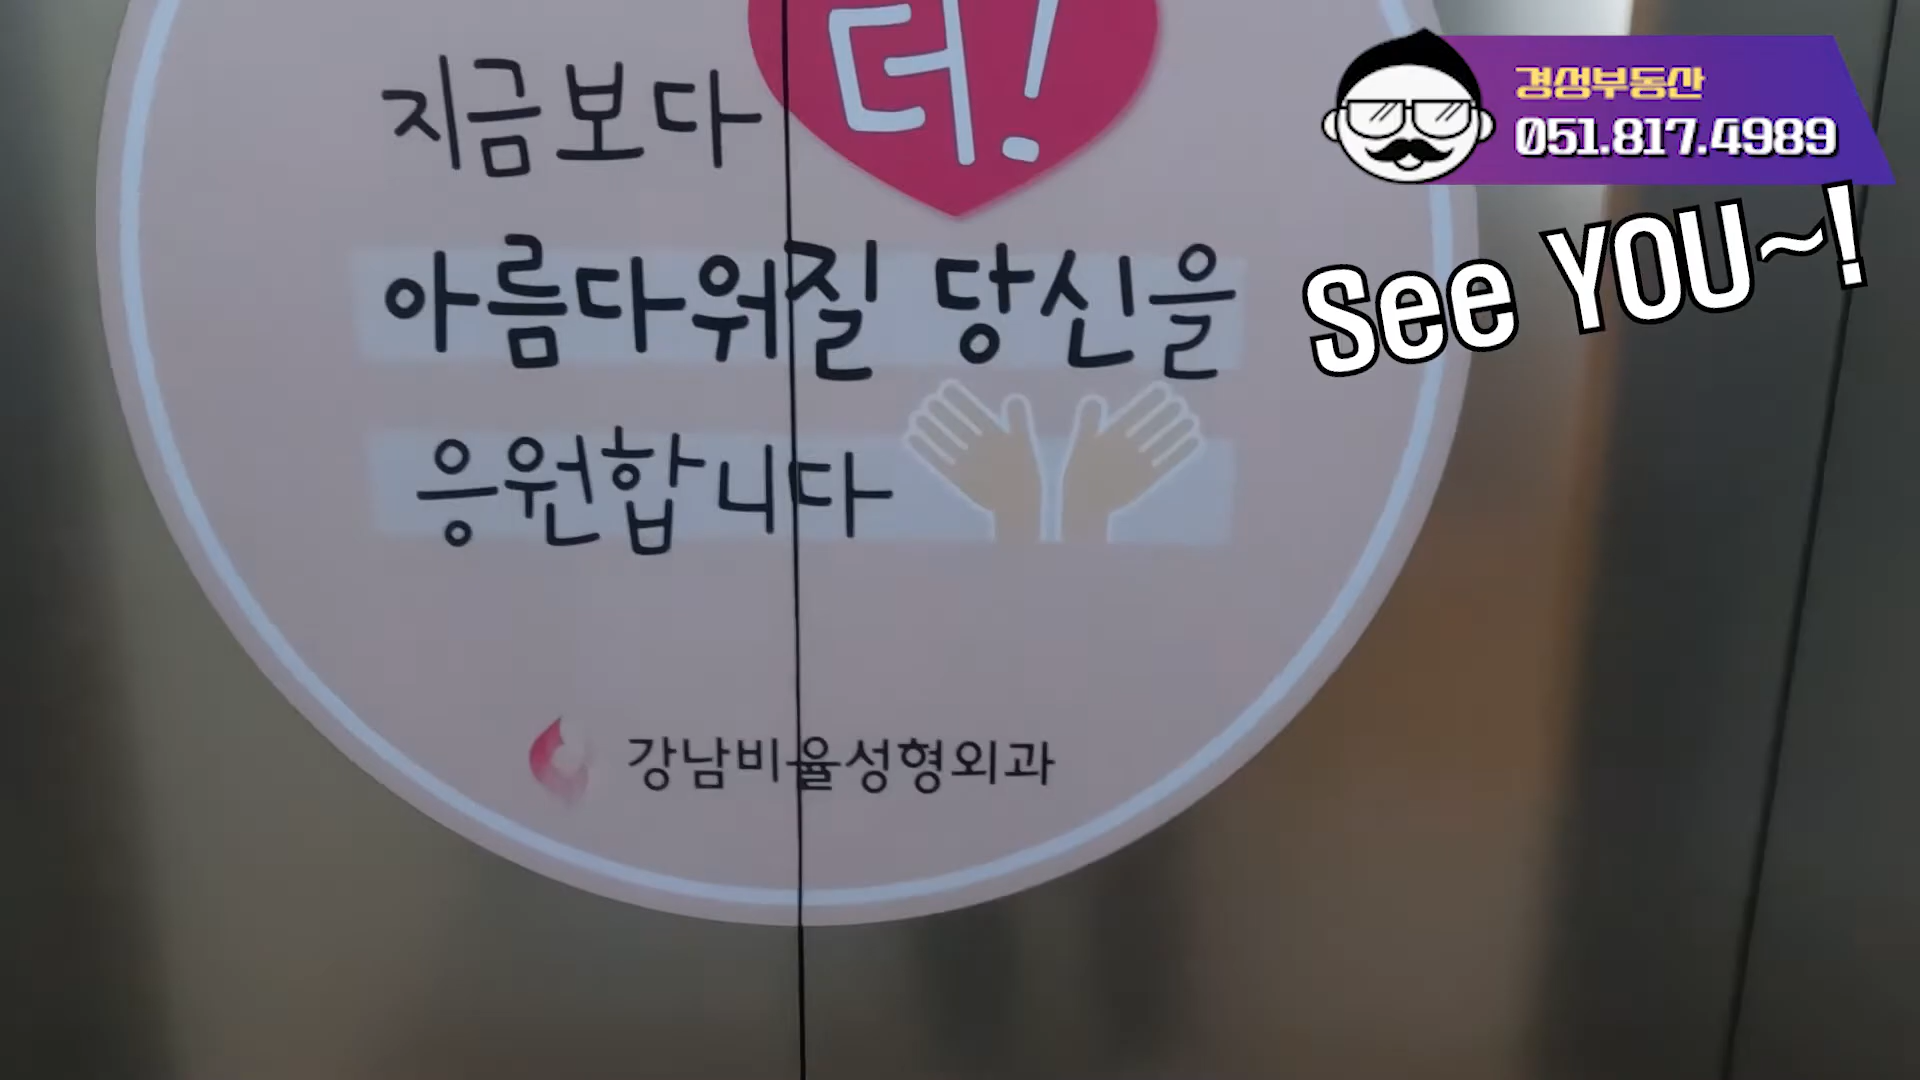 지금보다 더!
아름다워질 당신을
응원합니다
강남비율성형외과
경성부동산
051.817.4989
See YOU~!